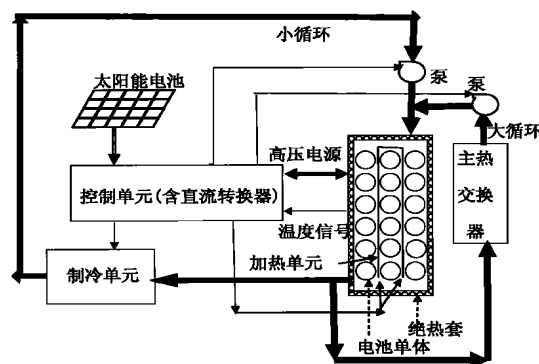 小循环
泵
泵
太阳能电池
大循环
高压电源
主热
交换
器
控制单元(含直流转换器)
温度信号
加热单元
制冷单元
绝热套
电池单体